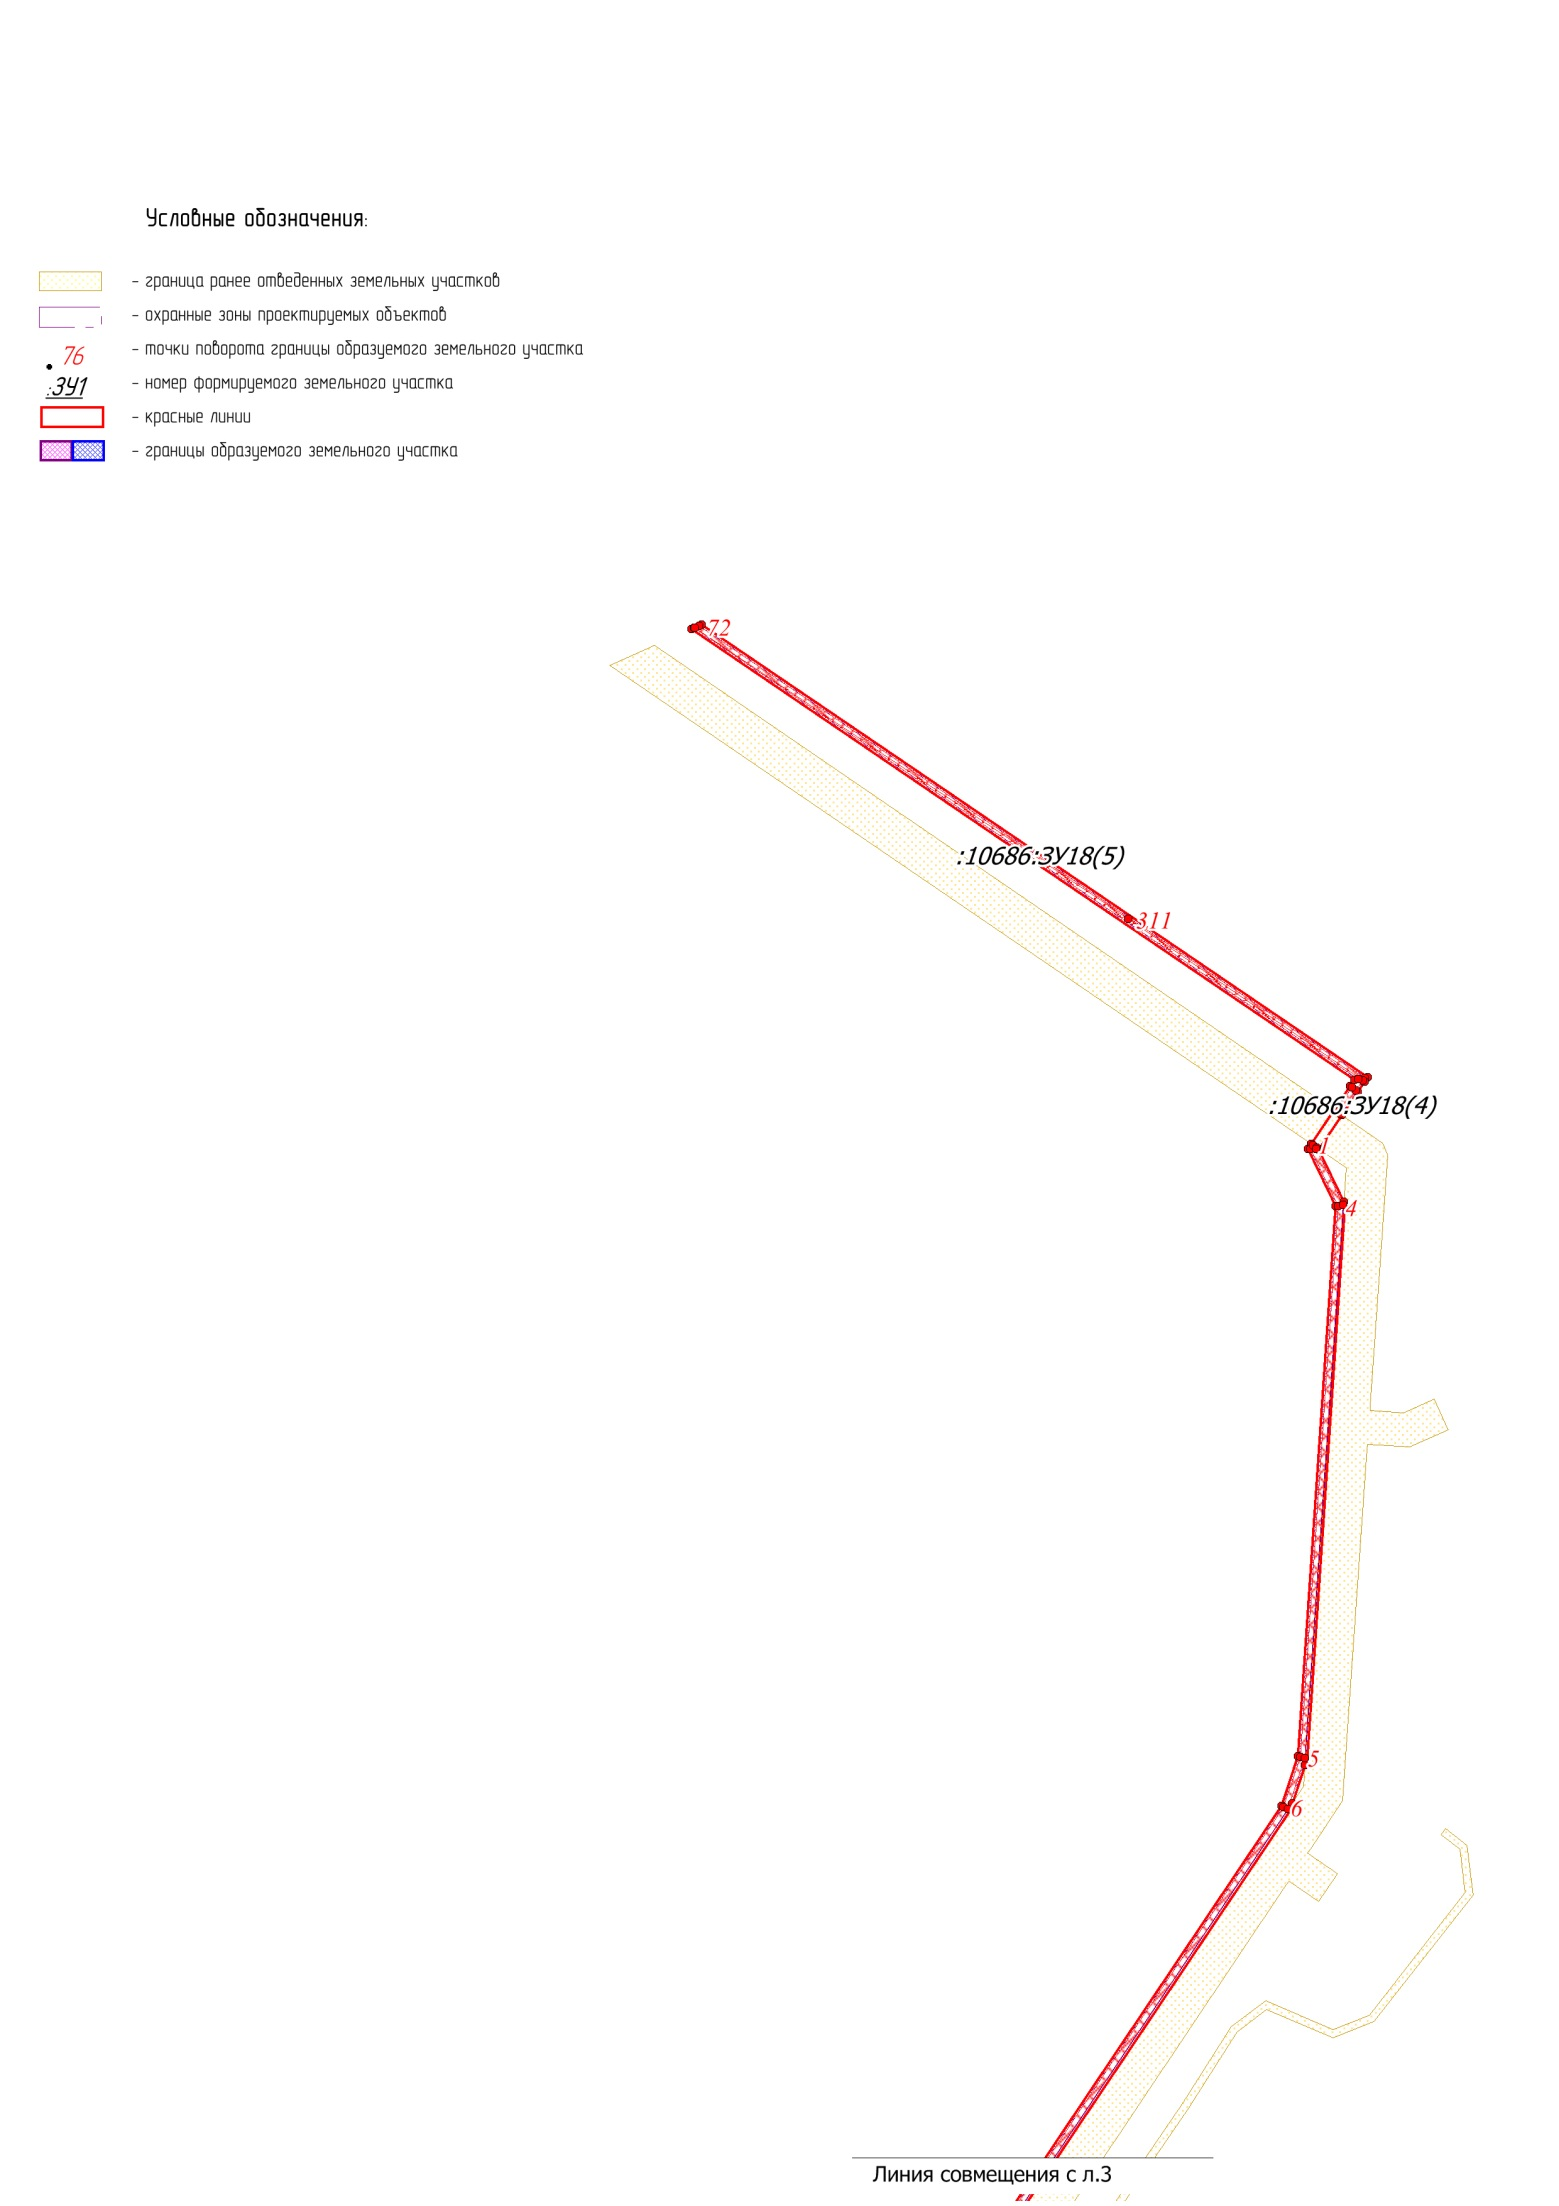 Условные обозначения:
- граница ранее отведенных земельных участков
- охранные зоны проектируемых объектов
76 - точки поворота границы образуемого земельного участка
:ЗУ1 - номер формируемого земельного участка
- красные линии
- границы образуемого земельного участка
72
:10686:ЗУ18(5)
311
:10686:ЗУ18(4)
1
4
5
6
Линия совмещения с л.3